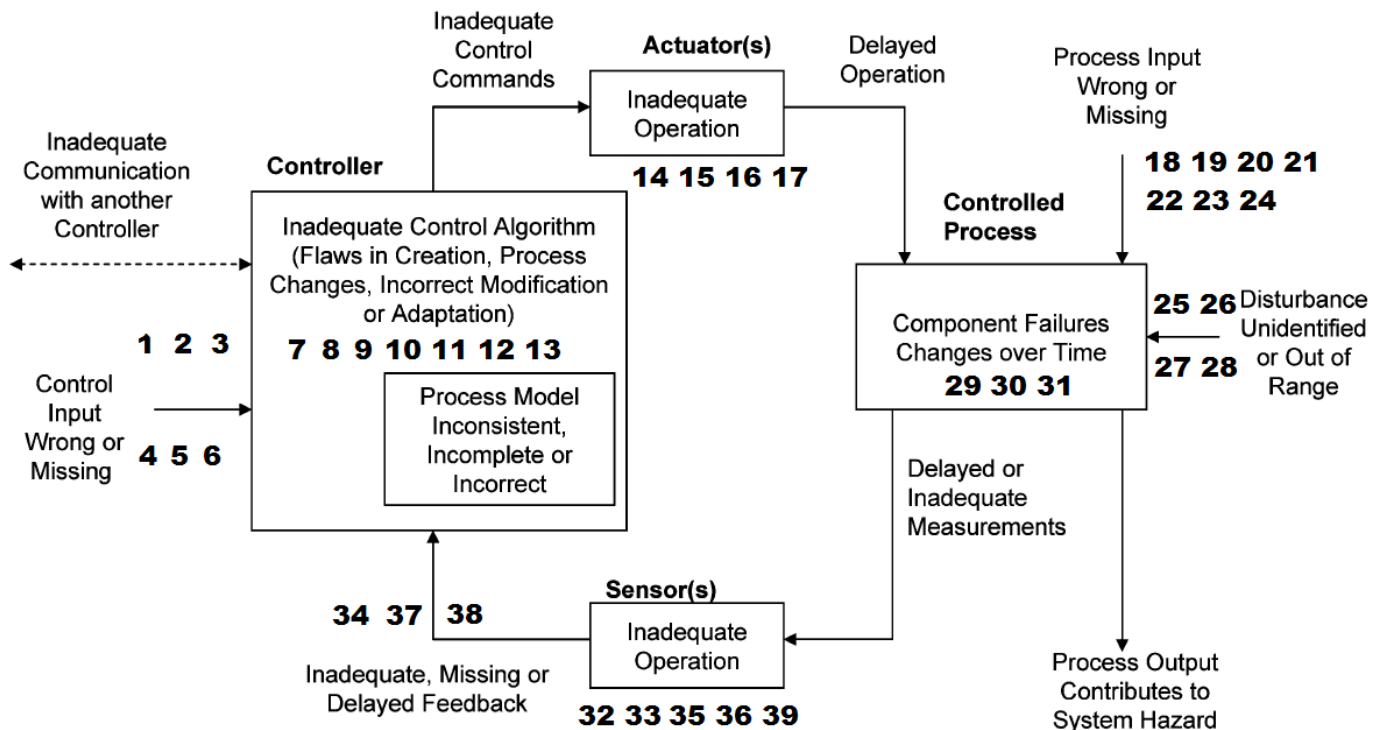 Inadequate
Control
Commands
Actuator(s)
Inadequate
Operation
14 15 16 17
Delayed
Operation
Process Input
Wrong or
Missing
18 19 20 21
22 23 24
Inadequate
Communication
with another
Controller
Controller
Inadequate Control Algorithm
(Flaws in Creation, Process
Changes, Incorrect Modification
or Adaptation)
7 8 9 10 11 12 13
Process Model
Inconsistent,
Incomplete or
Incorrect
1 2 3
Control
Input
Wrong or
Missing
4 5 6
Controlled
Process
Component Failures
Changes over Time
29 30 31
25 26
27 28
Disturbance
Unidentified
or Out of
Range
Delayed or
Inadequate
Measurements
Sensor(s)
Inadequate
Operation
32 33 35 36 39
34 37 38
Inadequate, Missing or
Delayed Feedback
Process Output
Contributes to
System Hazard